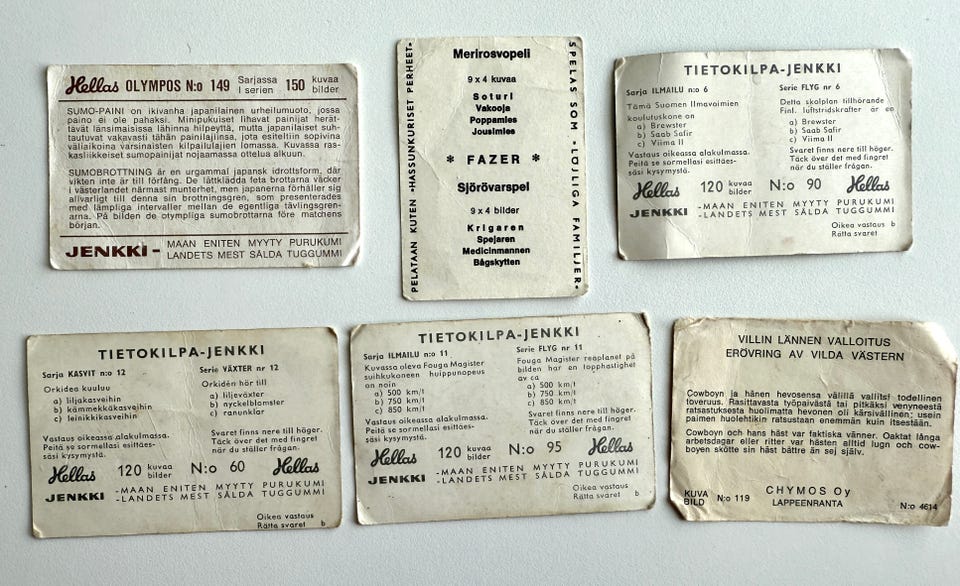 Hellas OLYMPOS N:o 149 Sarjassa I serien 150 kuvaa bilder
SUMO-PAINI on ikivanha japanilainen urheilumuoto, jossa
paino ei ole pahaksi. Minipukuiset lihavat painijat herät-
tävät länsimaisissa lähinna hilpeyttä, mutta japanilaiset suh-
tautuvat vakavasti tähän painilajiinsa, jota esiteltiin sopivina
väliaikoina varsinaisten kilpailulajien lomassa. Kuvassa ras-
kasliikkeiset sumopainijat nojaamassa ottelua alkuun.
SUMOBROTTNING är en urgammal japansk idrottsform, där
vikten inte är till förfång. De lättklädda feta brottarna väcker
i västerlandet närmast munterhet, men japanerna förhåller sig
allvarligt till denna sin brottningsgren, som presenterades
med lämpliga intervaller mellan de egentliga tävlingsgren-
arna. På bilden de otympliga sumobrottarna före matchens
början.
JENKKI - MAAN ENITEN MYYTY PURUKUMI
LANDETS MEST SÅLDA TUGGUMMI
PELATAAN KUTEN -HASSUNKURISET PERHEET-
Merirosvopeli
9 x 4 kuvaa
Soturi
Vakooja
Poppamies
Jousimies
* FAZER *
Sjörövarspel
9 x 4 bilder
Krigaren
Spejaren
Medicinmannen
Bågskytten
SPELAS SOM -LÖJLIGA FAMILJER-
TIETOKILPA-JENKKI
Sarja ILMAILU n:o 6
Tämä Suomen Ilmavoimien
koulutuskone on
a) Brewster
b) Saab Safir
c) Viima II
Vastaus oikeassa alakulmassa.
Peitä se sormellasi esittäes-
säsi kysymystä.
Serie FLYG nr 6
Detta skolplan tillhörande
Finl. luftstridskrafter är en
a) Brewster
b) Saab Safir
c) Viima II
Svaret finns nere till höger.
Täck över det med fingret
när du ställer frågan.
Hellas 120 kuvaa bilder N:o 90 Hellas
JENKKI -MAAN ENITEN MYYTY PURUKUMI
-LANDETS MEST SÅLDA TUGGUMMI
Oikea vastaus b
Rätta svaret
TIETOKILPA-JENKKI
Sarja KASVIT n:o 12
Orkidea kuuluu
a) liljakasveihin
b) kämmekkäkasveihin
c) leinikkikasveihin
Vastaus oikeassa alakulmassa.
Peitä se sormellasi esittäes-
säsi kysymystä.
Serie VÄXTER nr 12
Orkidén hör till
a) liljeväxter
b) nyckelblomster
c) ranunklar
Svaret finns nere till höger.
Täck över det med fingret
när du ställer frågan.
Hellas 120 kuvaa bilder N:o 60 Hellas
JENKKI -MAAN ENITEN MYYTY PURUKUMI
-LANDETS MEST SÅLDA TUGGUMMI
Oikea vastaus
Rätta svaret b
TIETOKILPA-JENKKI
Sarja ILMAILU n:o 11
Kuvassa oleva Fouga Magister
suihkukoneen huippunopeus
on noin
a) 500 km/t
b) 750 km/t
c) 850 km/t
Vastaus oikeassa alakulmassa.
Peitä se sormellasi esittäes-
säsi kysymystä.
Serie FLYG nr 11
Fouga Magister reaplanet på
bilden har en topphastighet
av ca
a) 500 km/t
b) 750 km/t
c) 850 km/t
Svaret finns nere till höger.
Täck över det med fingret
när du ställer frågan.
Hellas 120 kuvaa bilder N:o 95 Hellas
JENKKI -MAAN ENITEN MYYTY PURUKUMI
-LANDETS MEST SÅLDA TUGGUMMI
Oikea vastaus
Rätta svaret b
VILLIN LÄNNEN VALLOITUS
ERÖVRING AV VILDA VÄSTERN
Cowboyn ja hänen hevosensa välillä vallitsi todellinen
toveruus. Rasittavasta työpäivästä tai pitkäksi venyneestä
ratsastuksesta huolimatta hevonen oli kärsivällinen; usein
paimen huolehtikin ratsustaan enemmän kuin itsestään.
Cowboyn och hans häst var faktiska vänner. Oaktat långa
arbetsdagar eller ritter var hästen alltid lugn och cow-
boyen skötte sin häst bättre än sej själv.
KUVA BILD N:o 119
CHYMOS Oy
LAPPEENRANTA
N:o 4614